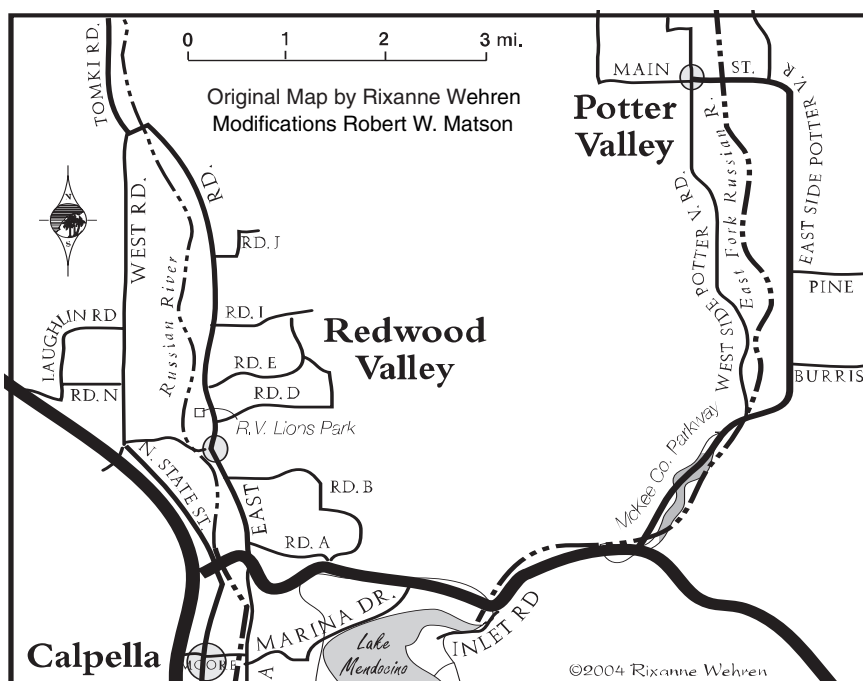 TOMKI RD.
0 1 2 3 mi.
Original Map by Rixanne Wehren
Modifications Robert W. Matson
MAIN ST.
Potter
Valley
EAST SIDE POTTER V. R
East Fork Russian R.
WEST SIDE POTTER V. RD.
PINE
BURRIS
N
S
WEST RD.
RD.
Russian River
RD. J
RD. I
Redwood
Valley
LAUGHLIN RD
RD. E
RD. N
RD. D
R.V. Lions Park
McKee Co. Parkway
N. STATE ST.
EAST
RD. B
RD. A
MARINA DR.
INLET RD
Lake
Mendocino
Calpella
MOORE
A
©2004 Rixanne Wehren